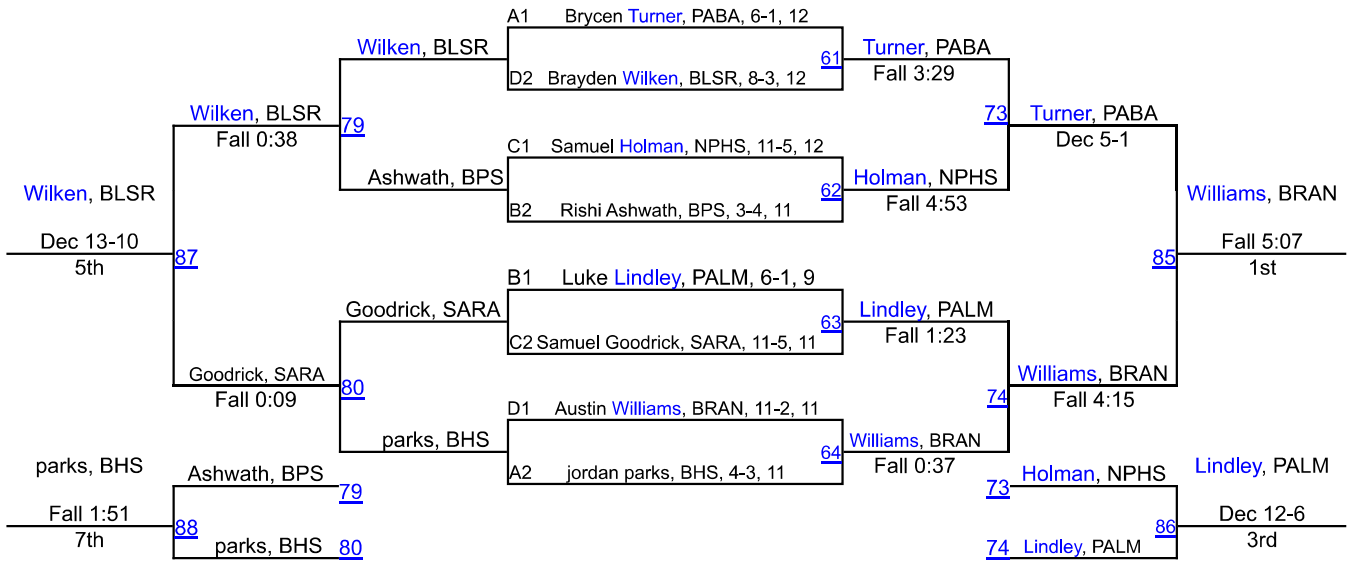 A1 Brycen Turner, PABA, 6-1, 12
Wilken, BLSR
61
Turner, PABA
Fall 3:29
D2 Brayden Wilken, BLSR, 8-3, 12
Wilken, BLSR
Fall 0:38
79
73
Turner, PABA
Dec 5-1
C1 Samuel Holman, NPHS, 11-5, 12
Ashwath, BPS
62
Holman, NPHS
Fall 4:53
B2 Rishi Ashwath, BPS, 3-4, 11
Wilken, BLSR
Dec 13-10
5th
87
85
Williams, BRAN
Fall 5:07
1st
B1 Luke Lindley, PALM, 6-1, 9
Goodrick, SARA
63
Lindley, PALM
Fall 1:23
C2 Samuel Goodrick, SARA, 11-5, 11
Goodrick, SARA
Fall 0:09
80
74
Williams, BRAN
Fall 4:15
D1 Austin Williams, BRAN, 11-2, 11
parks, BHS
64
Williams, BRAN
Fall 0:37
A2 jordan parks, BHS, 4-3, 11
parks, BHS
Fall 1:51
7th
Ashwath, BPS
79
88
parks, BHS
80
73
Holman, NPHS
86
74
Lindley, PALM
Lindley, PALM
Dec 12-6
3rd